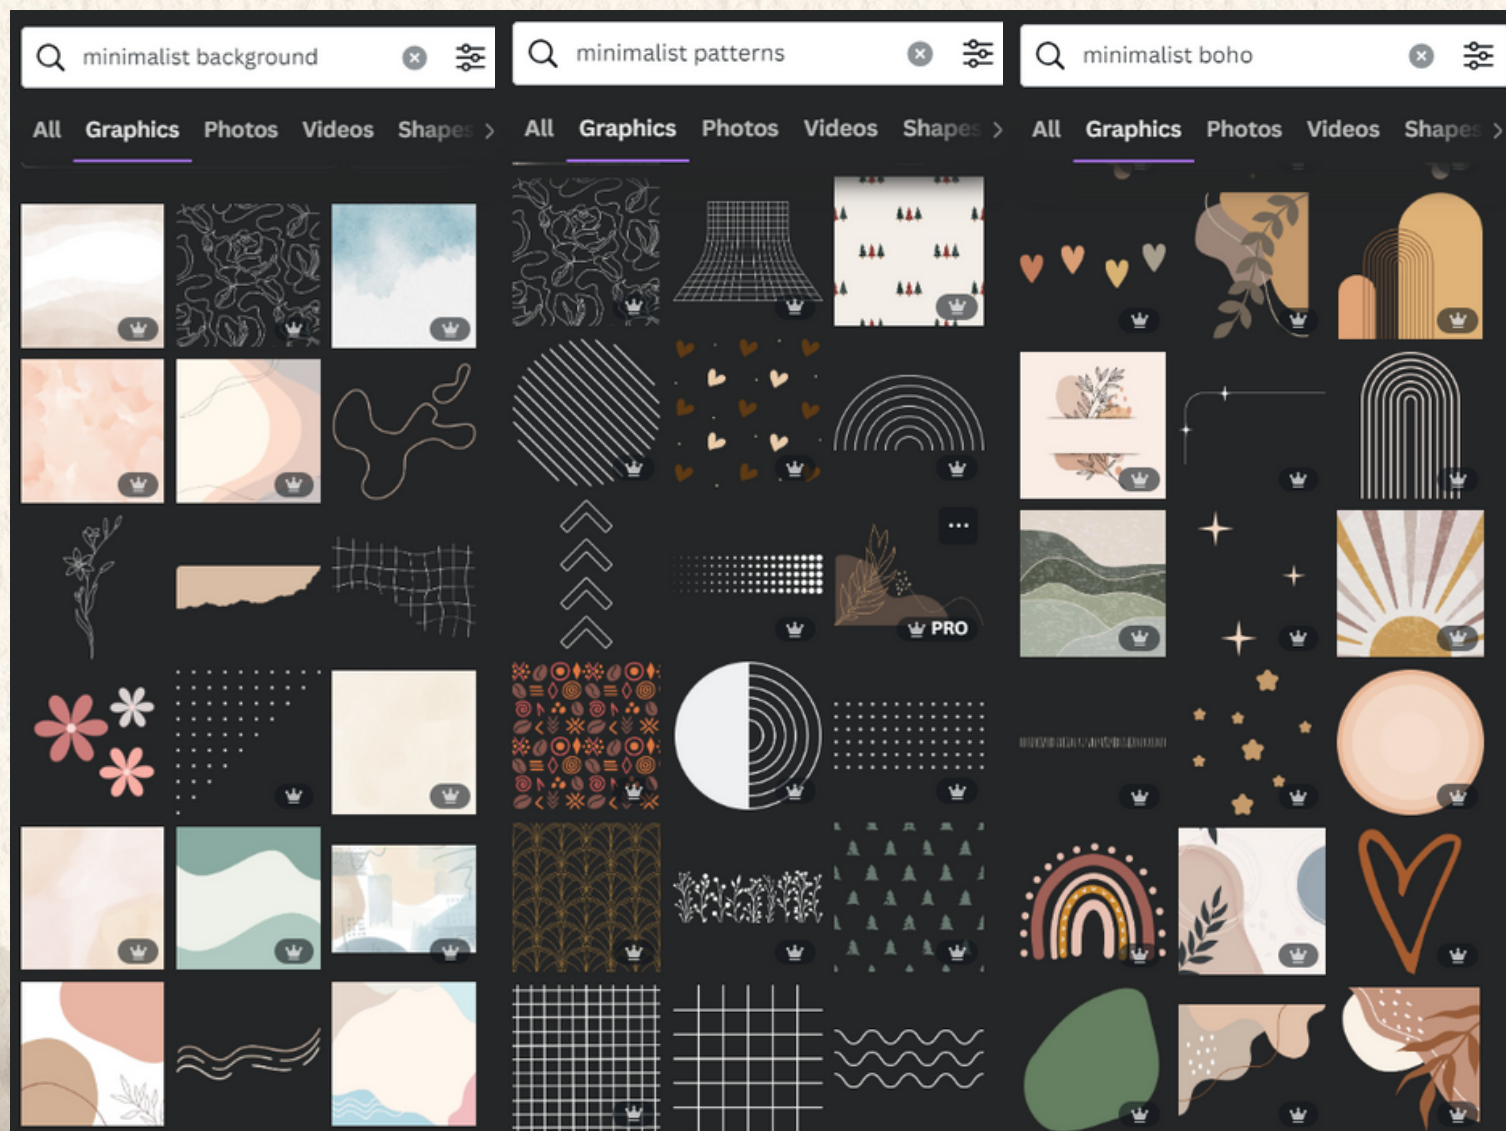 minimalist background
All Graphics Photos Videos Shapes
minimalist patterns
All Graphics Photos Videos Shapes
PRO
minimalist boho
All Graphics Photos Videos Shapes